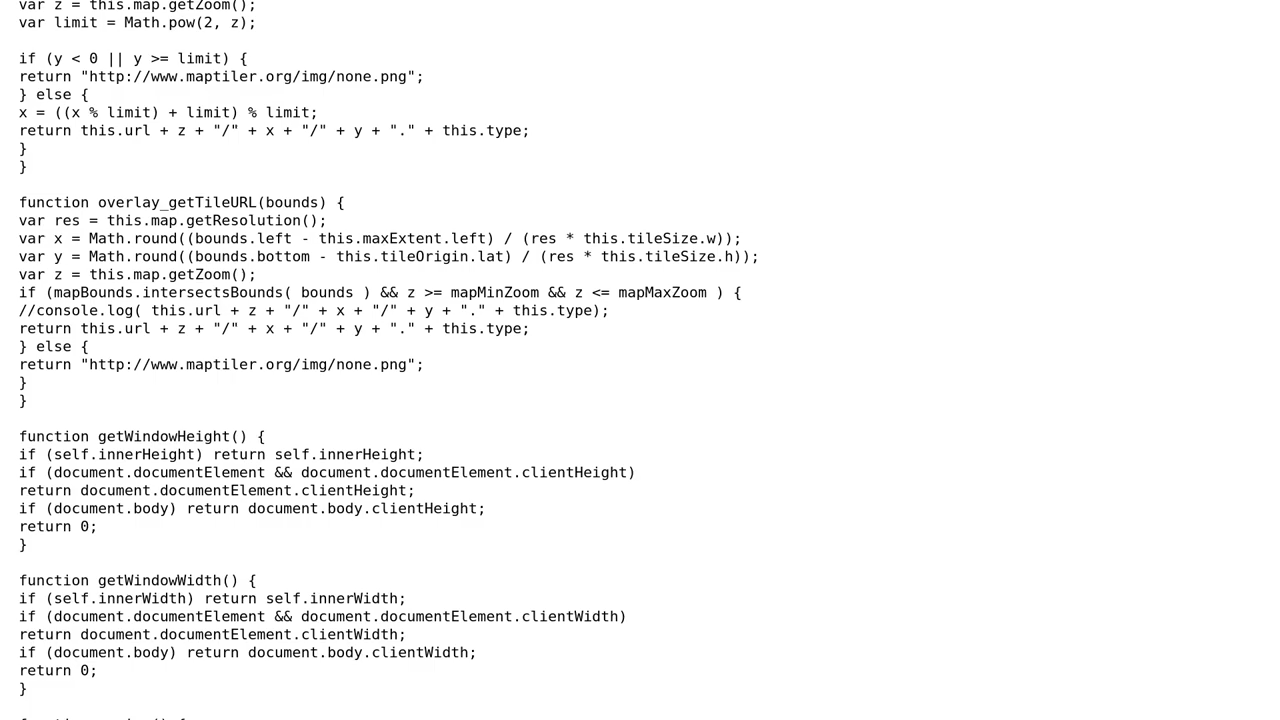 var z = this.map.getZoom();
var limit = Math.pow(2, z);
if (y < 0 || y >= limit) {
return "http://www.maptiler.org/img/none.png";
} else {
x = ((x % limit) + limit) % limit;
return this.url + z + "/" + x + "/" + y + "." + this.type;
}
}
function overlay_getTileURL(bounds) {
var res = this.map.getResolution();
var x = Math.round((bounds.left - this.maxExtent.left) / (res * this.tileSize.w));
var y = Math.round((bounds.bottom - this.tileOrigin.lat) / (res * this.tileSize.h));
var z = this.map.getZoom();
if (mapBounds.intersectsBounds( bounds ) && z >= mapMinZoom && z <= mapMaxZoom ) {
//console.log( this.url + z + "/" + x + "/" + y + "." + this.type);
return this.url + z + "/" + x + "/" + y + "." + this.type;
} else {
return "http://www.maptiler.org/img/none.png";
}
}
function getWindowHeight() {
if (self.innerHeight) return self.innerHeight;
if (document.documentElement && document.documentElement.clientHeight)
return document.documentElement.clientHeight;
if (document.body) return document.body.clientHeight;
return 0;
}
function getWindowWidth() {
if (self.innerWidth) return self.innerWidth;
if (document.documentElement && document.documentElement.clientWidth)
return document.documentElement.clientWidth;
if (document.body) return document.body.clientWidth;
return 0;
}